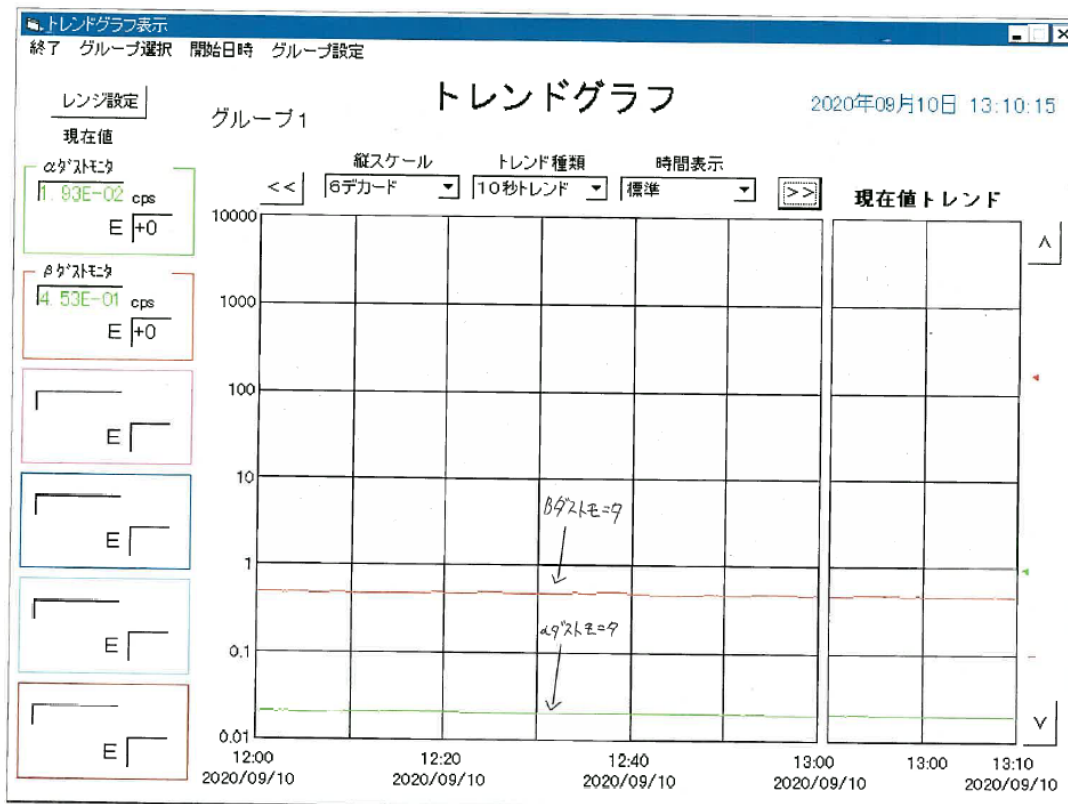 トレンドグラフ表示
終了 グループ選択 開始日時 グループ設定
トレンドグラフ
2020年09月10日 13:10:15
レンジ設定
グループ1
現在値
αダストモニタ
1.93E-02 cps
E +0
βダストモニタ
4.53E-01 cps
E +0
E
E
E
E
縦スケール トレンド種類 時間表示
<< 6デカード 10秒トレンド 標準 >>
現在値トレンド
10000
1000
100
10
1
0.1
0.01
βダストモニタ
αダストモニタ
12:00 12:20 12:40 13:00 13:00 13:10
2020/09/10 2020/09/10 2020/09/10 2020/09/10 2020/09/10